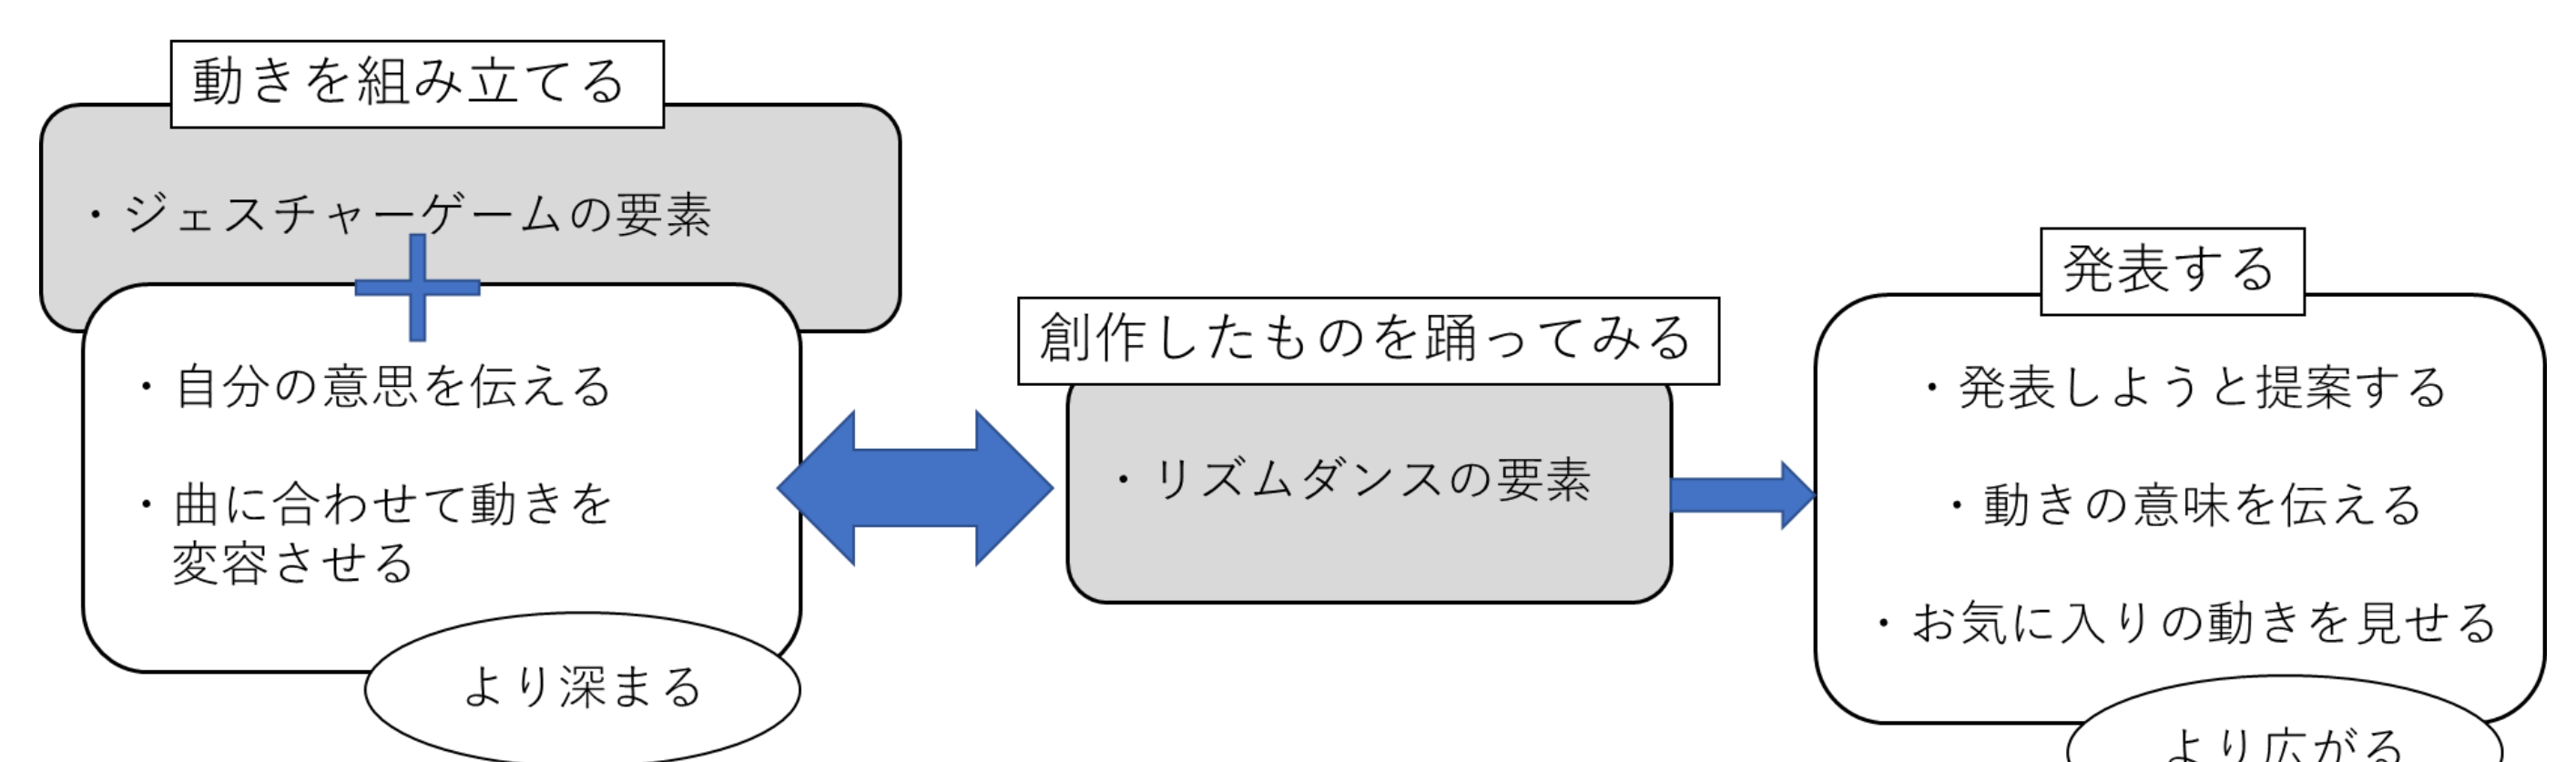 動きを組み立てる
・ジェスチャーゲームの要素
・自分の意思を伝える
・曲に合わせて動きを
変容させる
より深まる
創作したものを踊ってみる
・リズムダンスの要素
発表する
・発表しようと提案する
・動きの意味を伝える
・お気に入りの動きを見せる
より広がる